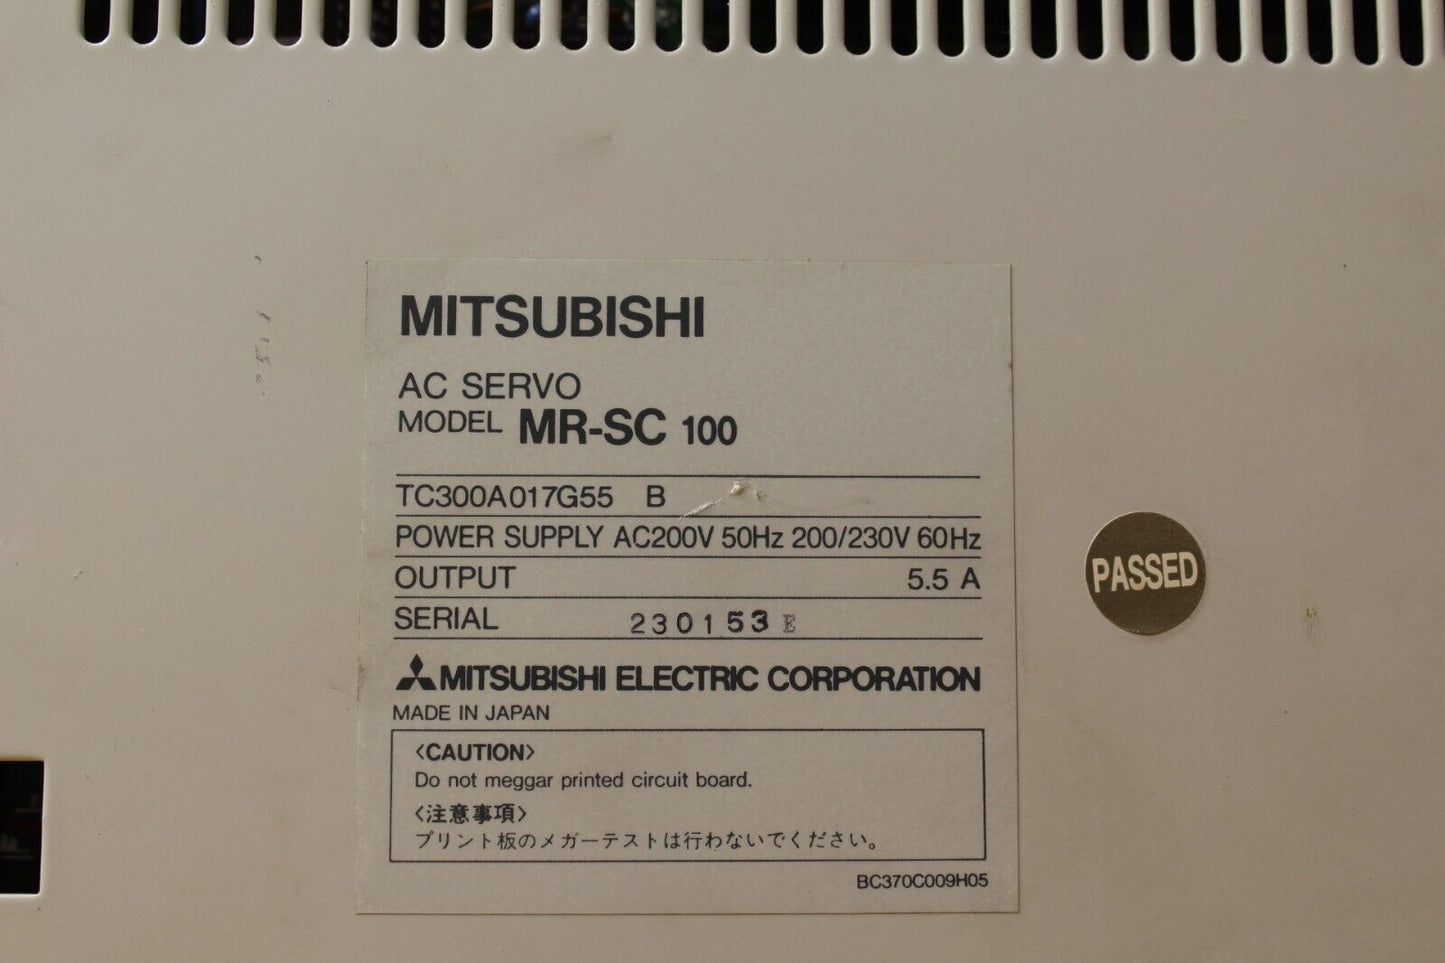 MITSUBISHI
AC SERVO
MODEL MR-SC 100
TC300A017G55 B
POWER SUPPLY AC200V 50Hz 200/230V 60Hz
OUTPUT 5.5 A
SERIAL 230153 E
MITSUBISHI ELECTRIC CORPORATION
MADE IN JAPAN
<CAUTION>
Do not meggar printed circuit board.
<注意事項>
プリント板のメガーテストは行わないでください。
BC370C009H05
PASSED